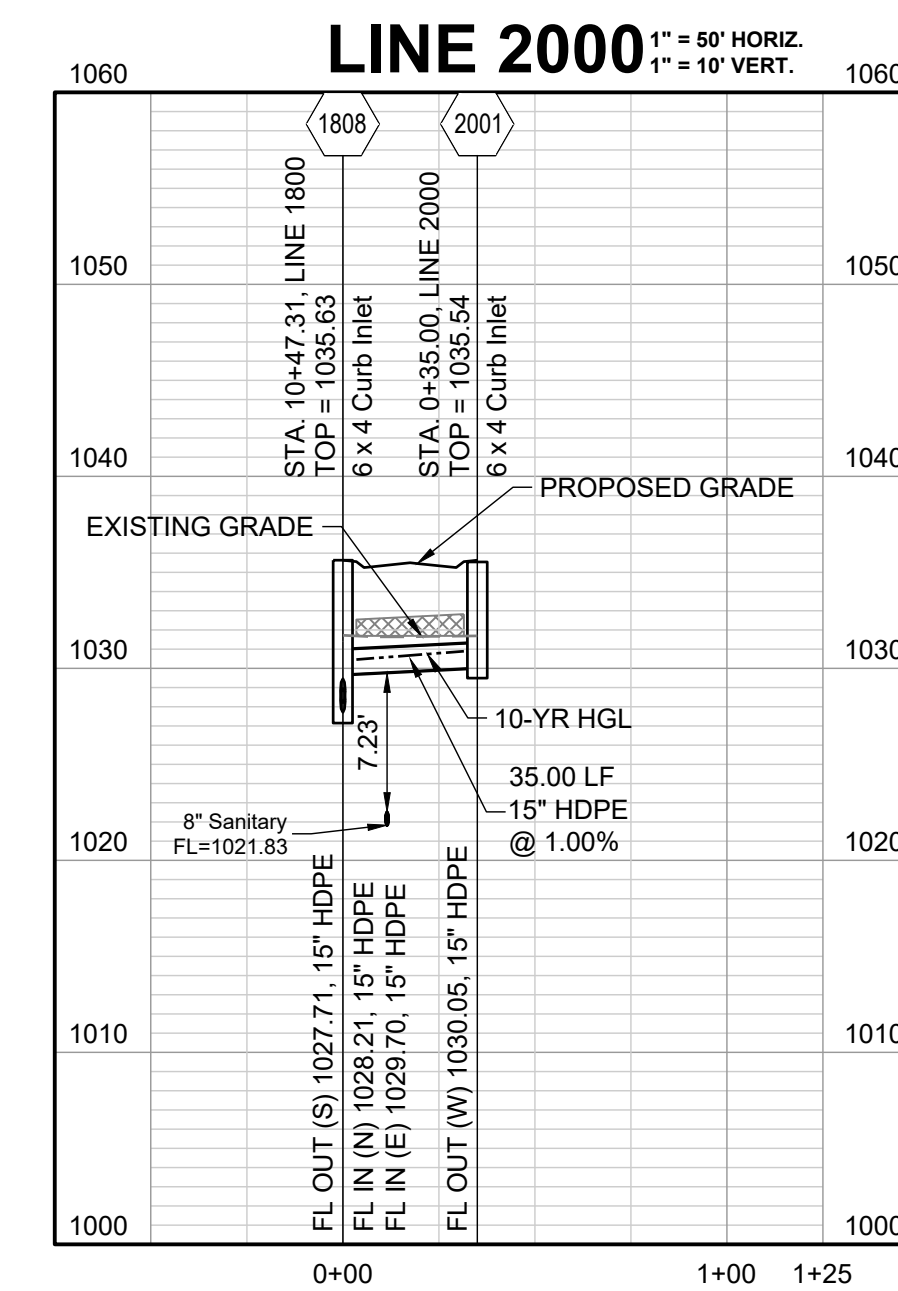 LINE 2000
1" = 50' HORIZ.
1" = 10' VERT.
1060
1060
1808
2001
STA. 10+47.31, LINE 1800
TOP = 1035.63
6 x 4 Curb Inlet
STA. 0+35.00, LINE 2000
TOP = 1035.54
6 x 4 Curb Inlet
1050
1050
1040
1040
PROPOSED GRADE
EXISTING GRADE
1030
1030
10-YR HGL
7.23'
35.00 LF
15" HDPE
@ 1.00%
8" Sanitary
FL=1021.83
1020
1020
FL OUT (S) 1027.71, 15" HDPE
FL IN (N) 1028.21, 15" HDPE
FL IN (E) 1029.70, 15" HDPE
FL OUT (W) 1030.05, 15" HDPE
1010
1010
1000
1000
0+00
1+00
1+25